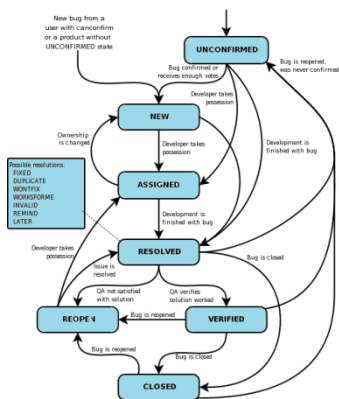 New bug from a
user with canconfirm
or a product without
UNCONFIRMED state
UNCONFIRMED
Bug confirmed or
receives enough votes
Bug is reopened,
was never confirmed
NEW
Developer takes
possession
Ownership
is changed
Developer takes
possession
Development is
finished with bug
Possible resolutions:
FIXED
DUPLICATE
WONTFIX
WORKSFORME
INVALID
REMIND
LATER
ASSIGNED
Development is
finished with bug
Developer takes
possession
RESOLVED
Issue is
resolved
Bug is closed
QA not satisfied
with solution
QA verifies
solution worked
REOPEN
Bug is reopened
VERIFIED
Bug is reopened
Bug is closed
CLOSED